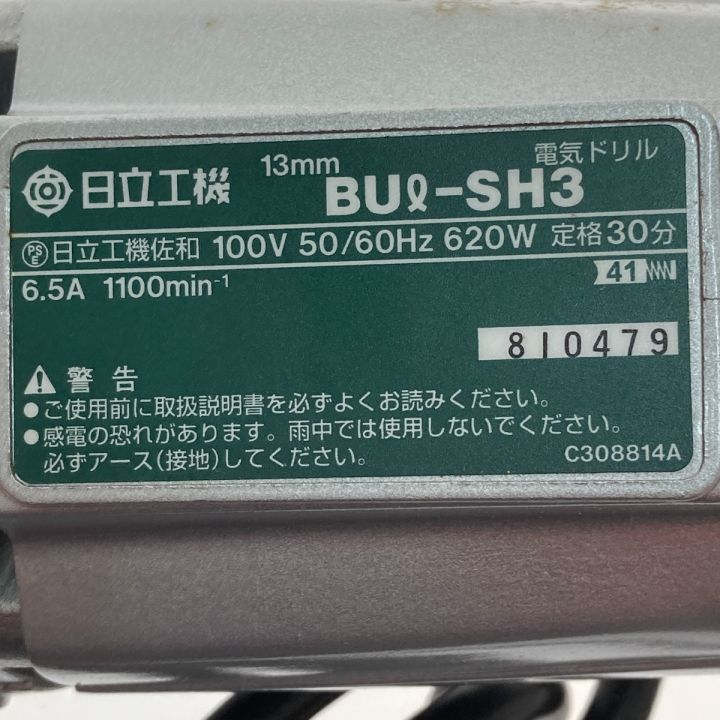 日立工機 13mm 電気ドリル
BUℓ-SH3
PSE 日立工機佐和 100V 50/60Hz 620W 定格30分
6.5A 1100min⁻¹ 41
810479
警告
●ご使用前に取扱説明書を必ずよくお読みください。
●感電の恐れがあります。雨中では使用しないでください。
必ずアース(接地)してください。 C308814A